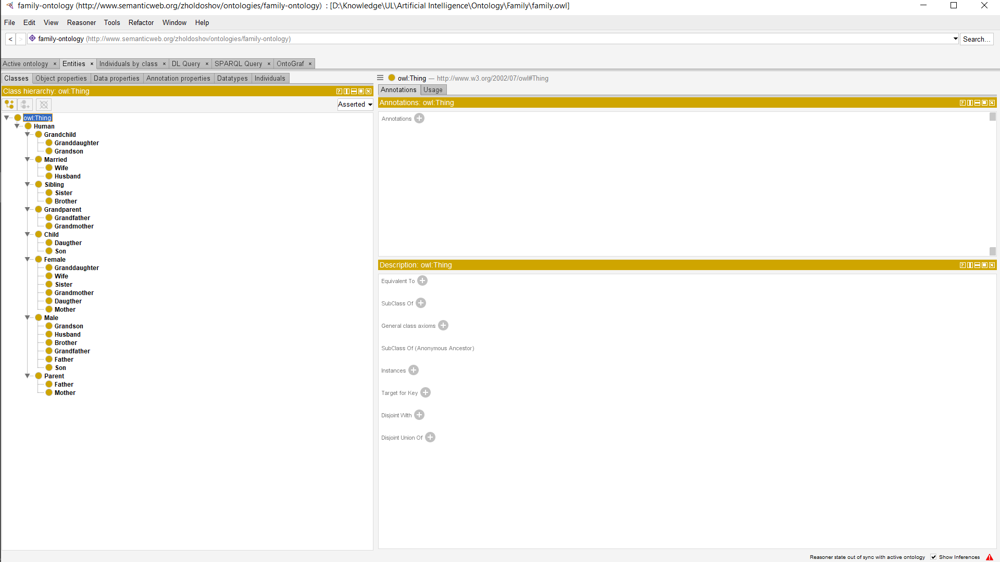 family-ontology (http://www.semanticweb.org/zholdoshov/ontologies/family-ontology) : [D:\Knowledge\UL\Artificial Intelligence\Ontology\Family\family.owl]
File Edit View Reasoner Tools Refactor Window Help
< > family-ontology (http://www.semanticweb.org/zholdoshov/ontologies/family-ontology) Search...
Active ontology × Entities × Individuals by class × DL Query × SPARQL Query × OntoGraf ×
Classes Object properties Data properties Annotation properties Datatypes Individuals
Class hierarchy: owl:Thing
Asserted
owl:Thing
Human
Grandchild
Granddaughter
Grandson
Married
Wife
Husband
Sibling
Sister
Brother
Grandparent
Grandfather
Grandmother
Child
Daugther
Son
Female
Granddaughter
Wife
Sister
Grandmother
Daugther
Mother
Male
Grandson
Husband
Brother
Grandfather
Father
Son
Parent
Father
Mother
owl:Thing — http://www.w3.org/2002/07/owl#Thing
Annotations Usage
Annotations: owl:Thing
Annotations
Description: owl:Thing
Equivalent To
SubClass Of
General class axioms
SubClass Of (Anonymous Ancestor)
Instances
Target for Key
Disjoint With
Disjoint Union Of
Reasoner state out of sync with active ontology Show Inferences